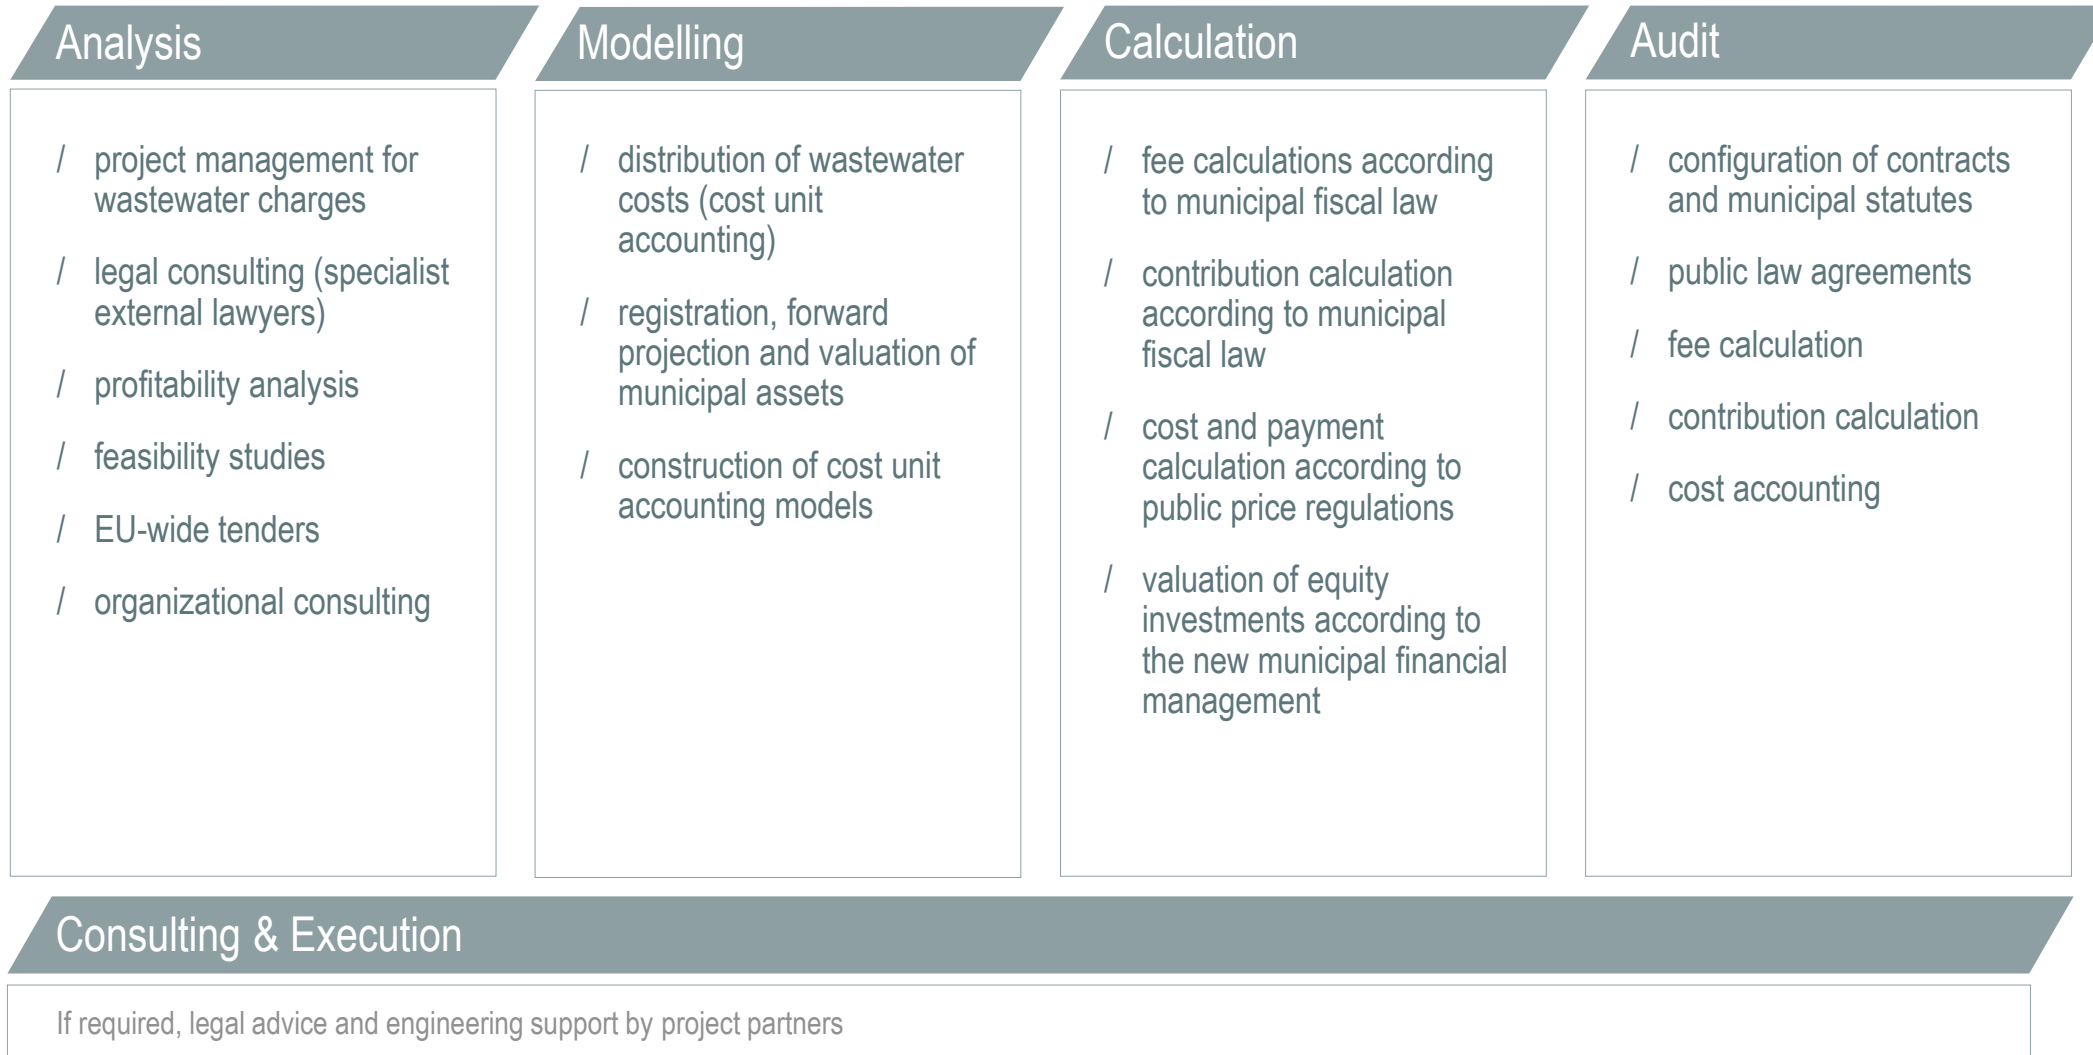 Analysis
/ project management for
wastewater charges
/ legal consulting (specialist
external lawyers)
/ profitability analysis
/ feasibility studies
/ EU-wide tenders
/ organizational consulting
Modelling
/ distribution of wastewater
costs (cost unit
accounting)
/ registration, forward
projection and valuation of
municipal assets
/ construction of cost unit
accounting models
Calculation
/ fee calculations according
to municipal fiscal law
/ contribution calculation
according to municipal
fiscal law
/ cost and payment
calculation according to
public price regulations
/ valuation of equity
investments according to
the new municipal financial
management
Audit
/ configuration of contracts
and municipal statutes
/ public law agreements
/ fee calculation
/ contribution calculation
/ cost accounting
Consulting & Execution
If required, legal advice and engineering support by project partners